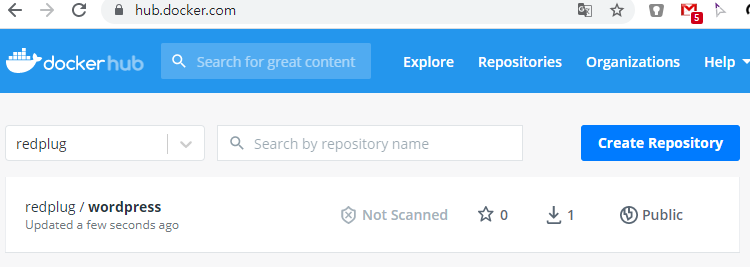 hub.docker.com
5
dockerhub Search for great content Explore Repositories Organizations Help
redplug Search by repository name Create Repository
redplug / wordpress Not Scanned 0 1 Public
Updated a few seconds ago